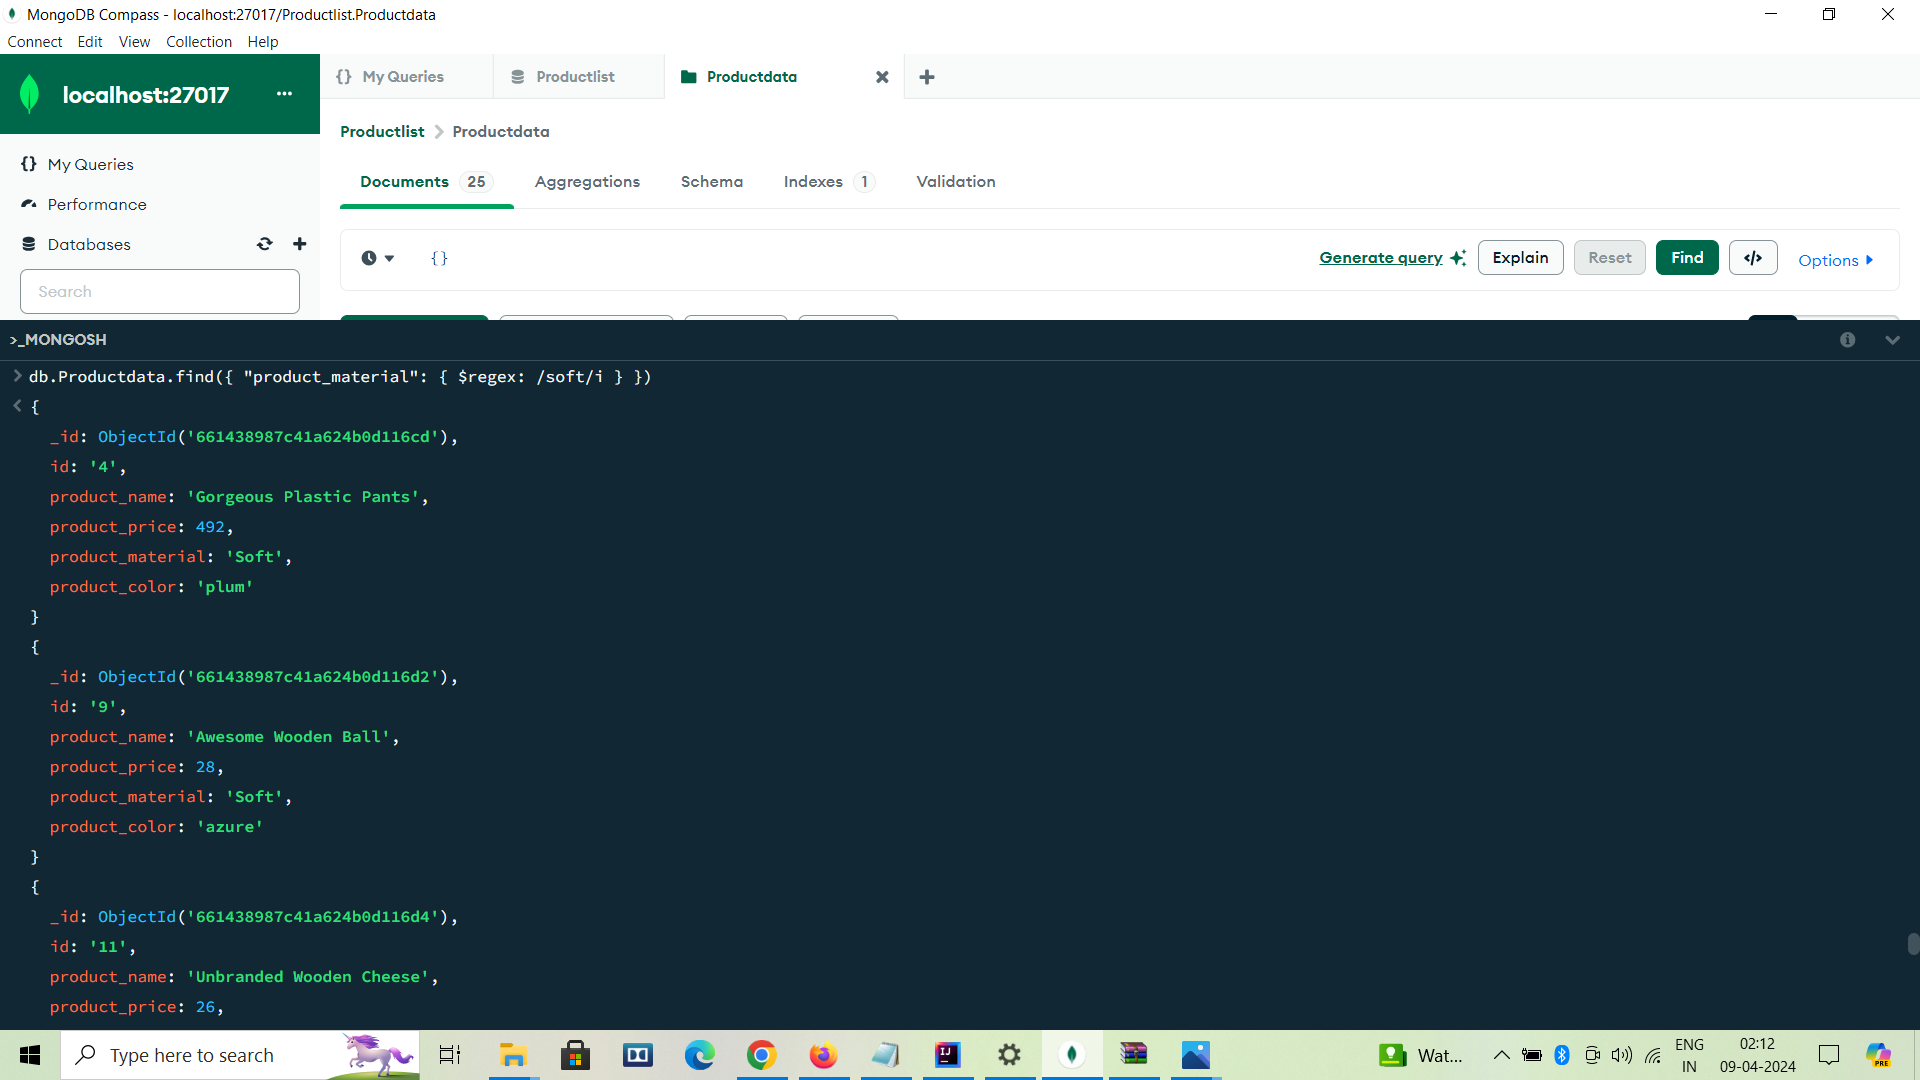 MongoDB Compass - localhost:27017/Productlist.Productdata
Connect Edit View Collection Help
localhost:27017 ...
{} My Queries Productlist Productdata
Productlist > Productdata
My Queries
Performance
Databases
Search
Documents 25 Aggregations Schema Indexes 1 Validation
{} Generate query Explain Reset Find </> Options
>_MONGOSH
> db.Productdata.find({ "product_material": { $regex: /soft/i } })
< {
_id: ObjectId('661438987c41a624b0d116cd'),
id: '4',
product_name: 'Gorgeous Plastic Pants',
product_price: 492,
product_material: 'Soft',
product_color: 'plum'
}
{
_id: ObjectId('661438987c41a624b0d116d2'),
id: '9',
product_name: 'Awesome Wooden Ball',
product_price: 28,
product_material: 'Soft',
product_color: 'azure'
}
{
_id: ObjectId('661438987c41a624b0d116d4'),
id: '11',
product_name: 'Unbranded Wooden Cheese',
product_price: 26,
Type here to search
Wat...
ENG
IN
02:12
09-04-2024
PRE